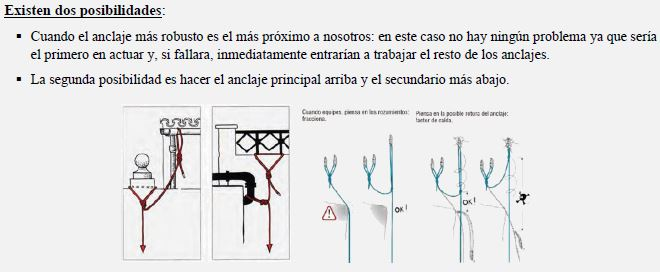 Existen dos posibilidades:
▪ Cuando el anclaje más robusto es el más próximo a nosotros: en este caso no hay ningún problema ya que sería
el primero en actuar y, si fallara, inmediatamente entrarían a trabajar el resto de los anclajes.
▪ La segunda posibilidad es hacer el anclaje principal arriba y el secundario más abajo.
Cuando equipes, piensa en los rozamientos:
fracciona.
Piensa en la posible rotura del anclaje:
factor de caída.
OK !
OK !